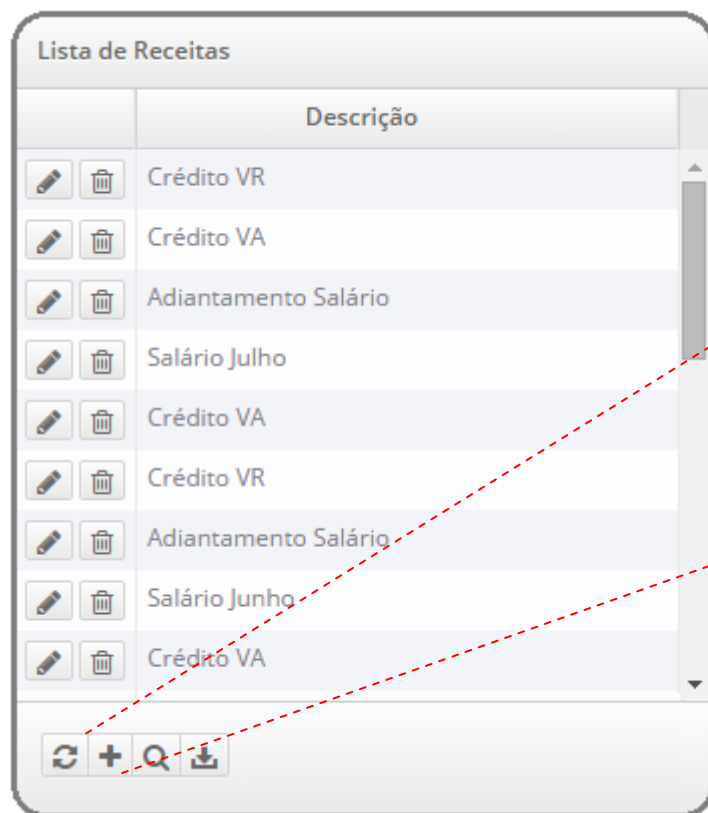 Lista de Receitas
Descrição
Crédito VR
Crédito VA
Adiantamento Salário
Salário Julho
Crédito VA
Crédito VR
Adiantamento Salário
Salário Junho
Crédito VA